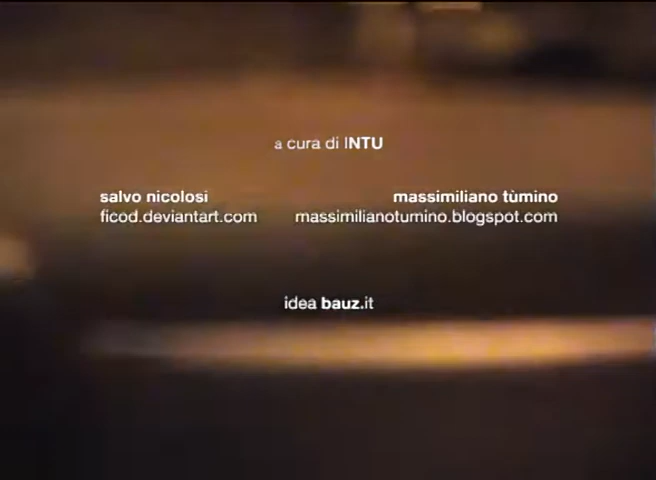 a cura di INTU
salvo nicolosi
ficod.deviantart.com
massimiliano tùmino
massimilianotumino.blogspot.com
idea bauz.it